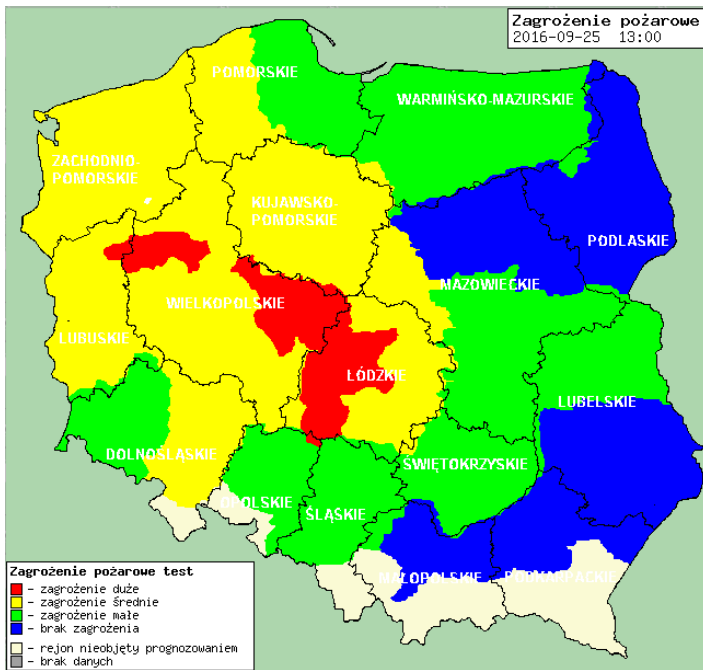 Zagrożenie pożarowe
2016-09-25 13:00
POMORSKIE
WARMIŃSKO-MAZURSKIE
ZACHODNIO-
POMORSKIE
KUJAWSKO-
POMORSKIE
PODLASKIE
MAZOWIECKIE
WIELKOPOLSKIE
LUBUSKIE
ŁÓDZKIE
LUBELSKIE
DOLNOŚLĄSKIE
ŚWIĘTOKRZYSKIE
OPOLSKIE
ŚLĄSKIE
MAŁOPOLSKIE
PODKARPACKIE
Zagrożenie pożarowe test
- zagrożenie duże
- zagrożenie średnie
- zagrożenie małe
- brak zagrożenia
- rejon nieobjęty prognozowaniem
- brak danych